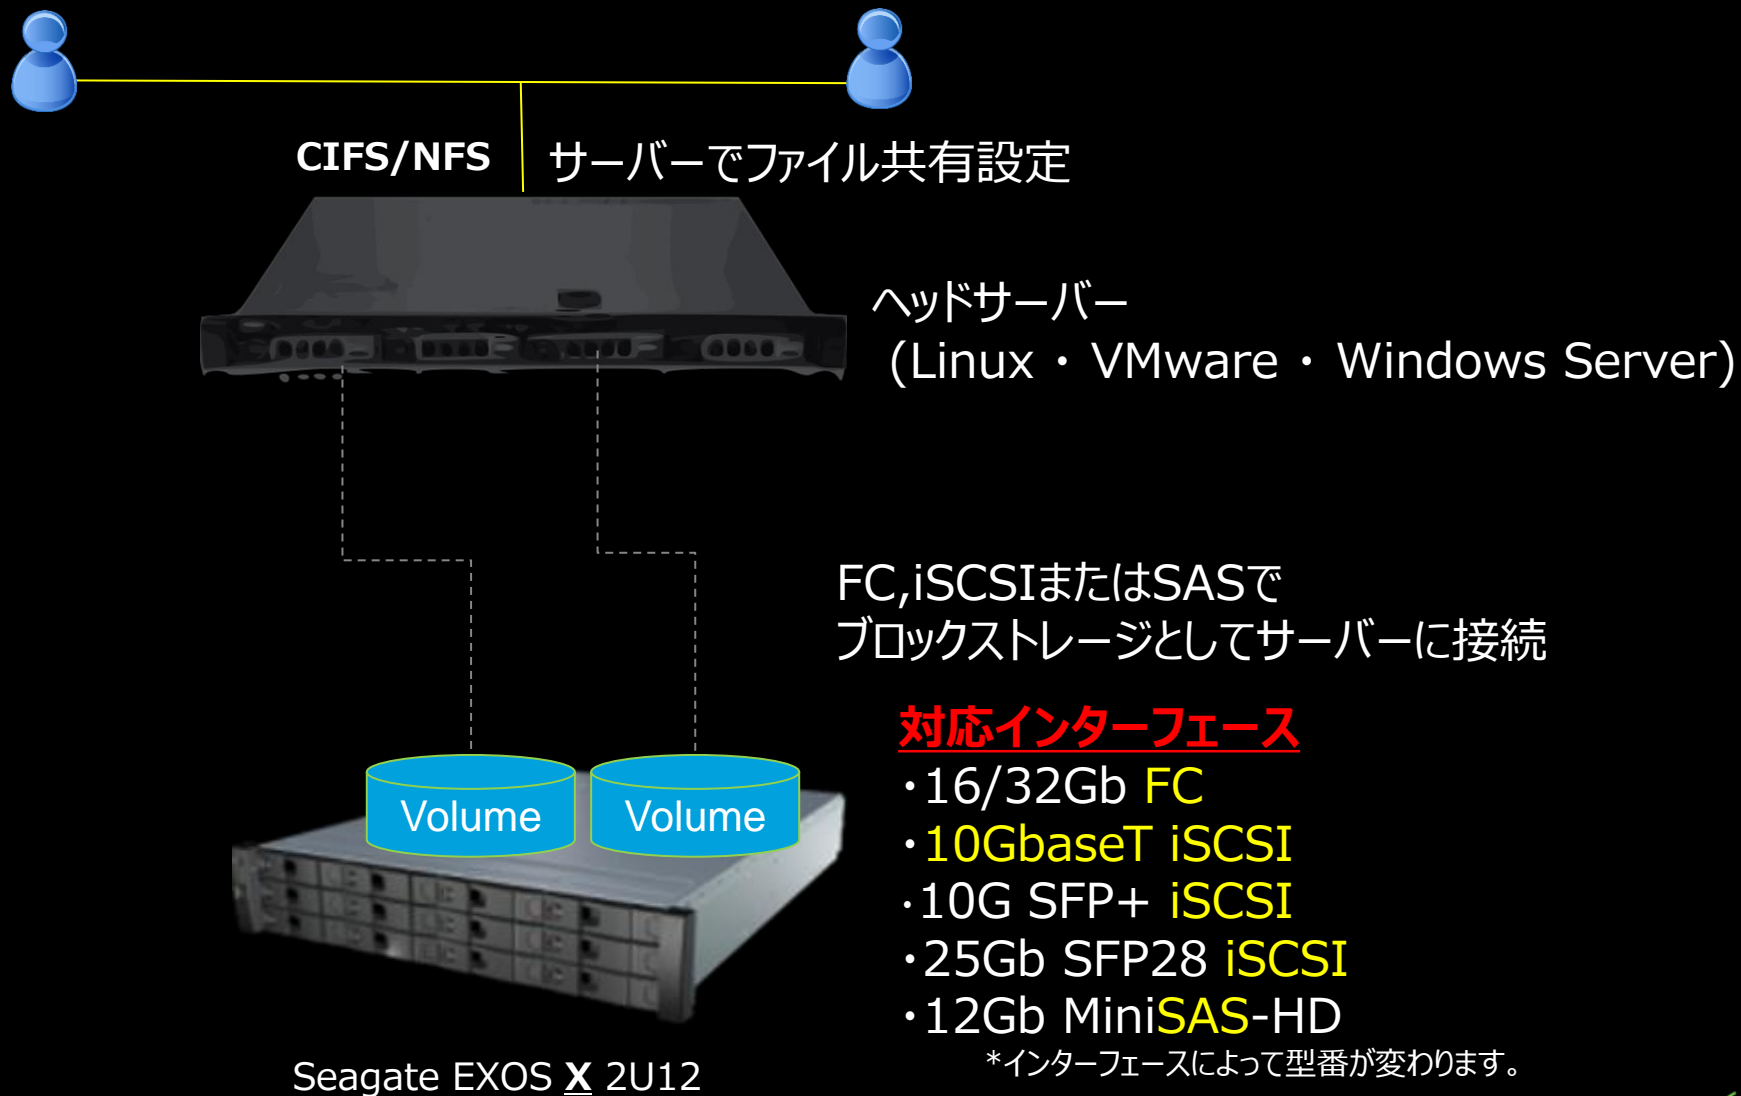 CIFS/NFS
サーバーでファイル共有設定
ヘッドサーバー
(Linux ・ VMware ・ Windows Server)
FC,iSCSIまたはSASで
ブロックストレージとしてサーバーに接続
対応インターフェース
・16/32Gb FC
・10GbaseT iSCSI
・10G SFP+ iSCSI
・25Gb SFP28 iSCSI
・12Gb MiniSAS-HD
*インターフェースによって型番が変わります。
Volume
Volume
Seagate EXOS X 2U12